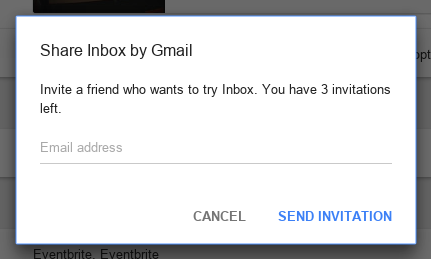 Share Inbox by Gmail
opt
Invite a friend who wants to try Inbox. You have 3 invitations
left.
Email address
CANCEL SEND INVITATION
Eventbrite, Eventbrite